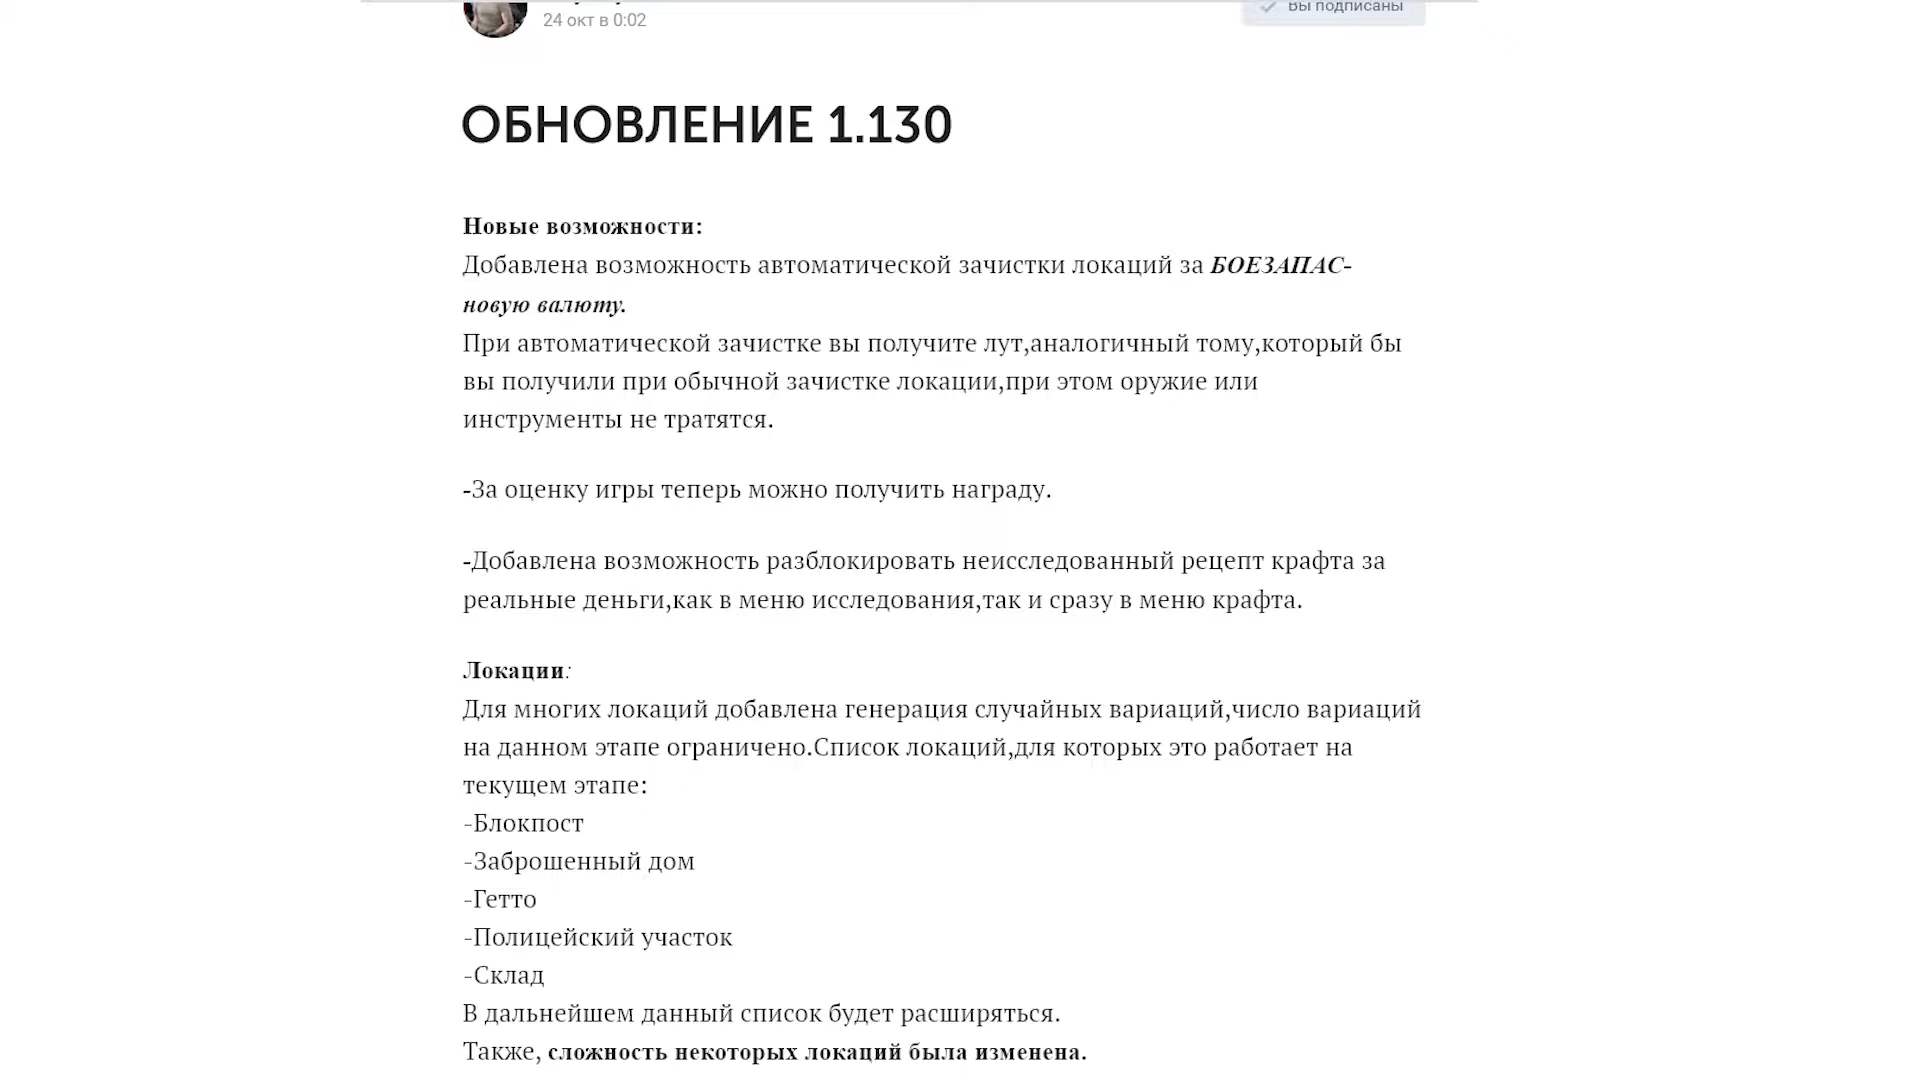 24 окт в 0:02
Вы подписаны
ОБНОВЛЕНИЕ 1.130
Новые возможности:
Добавлена возможность автоматической зачистки локаций за БОЕЗАПАС-
новую валюту.
При автоматической зачистке вы получите лут,аналогичный тому,который бы
вы получили при обычной зачистке локации,при этом оружие или
инструменты не тратятся.
-За оценку игры теперь можно получить награду.
-Добавлена возможность разблокировать неисследованный рецепт крафта за
реальные деньги,как в меню исследования,так и сразу в меню крафта.
Локации:
Для многих локаций добавлена генерация случайных вариаций,число вариаций
на данном этапе ограничено.Список локаций,для которых это работает на
текущем этапе:
-Блокпост
-Заброшенный дом
-Гетто
-Полицейский участок
-Склад
В дальнейшем данный список будет расширяться.
Также, сложность некоторых локаций была изменена.